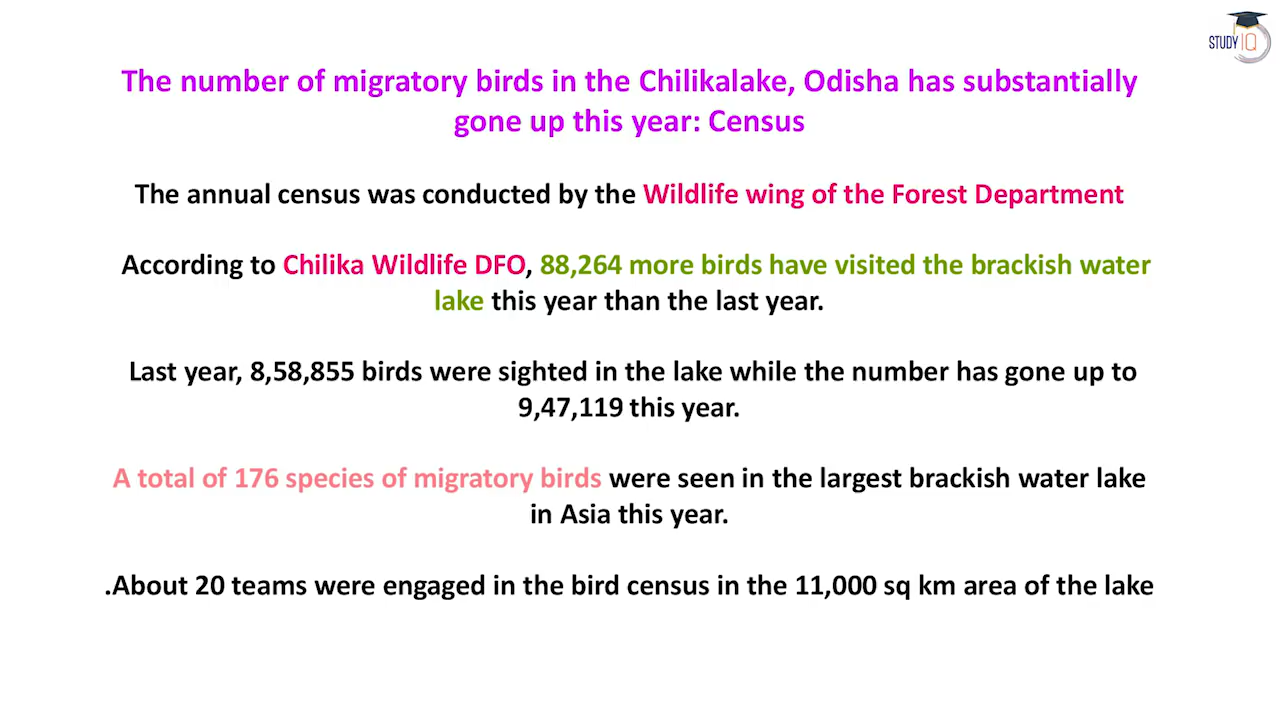 STUDY IQ
The number of migratory birds in the Chilikalake, Odisha has substantially
gone up this year: Census
The annual census was conducted by the Wildlife wing of the Forest Department
According to Chilika Wildlife DFO, 88,264 more birds have visited the brackish water
lake this year than the last year.
Last year, 8,58,855 birds were sighted in the lake while the number has gone up to
9,47,119 this year.
A total of 176 species of migratory birds were seen in the largest brackish water lake
in Asia this year.
.About 20 teams were engaged in the bird census in the 11,000 sq km area of the lake